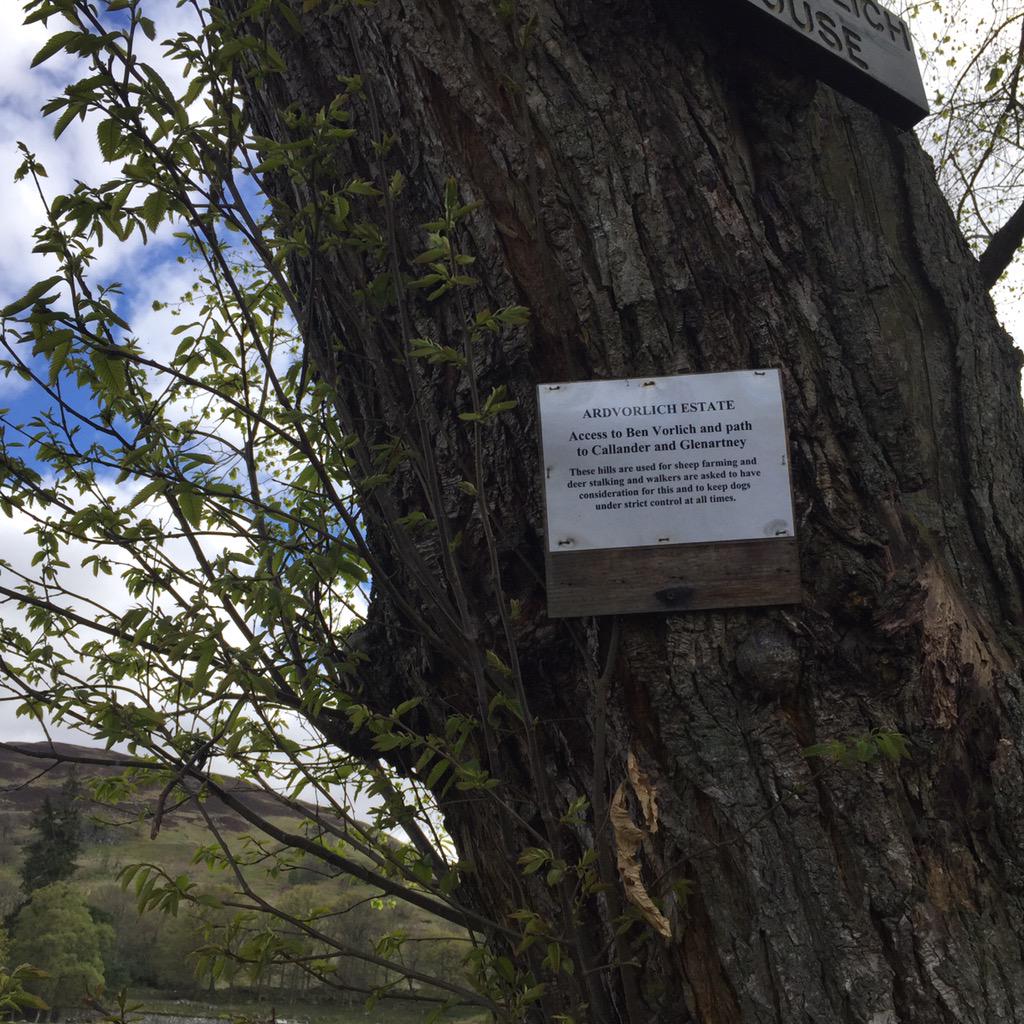 OUSE
ARDVORLICH ESTATE
Access to Ben Vorlich and path
to Callander and Glenartney
These hills are used for sheep farming and
deer stalking and walkers are asked to have
consideration for this and to keep dogs
under strict control at all times.